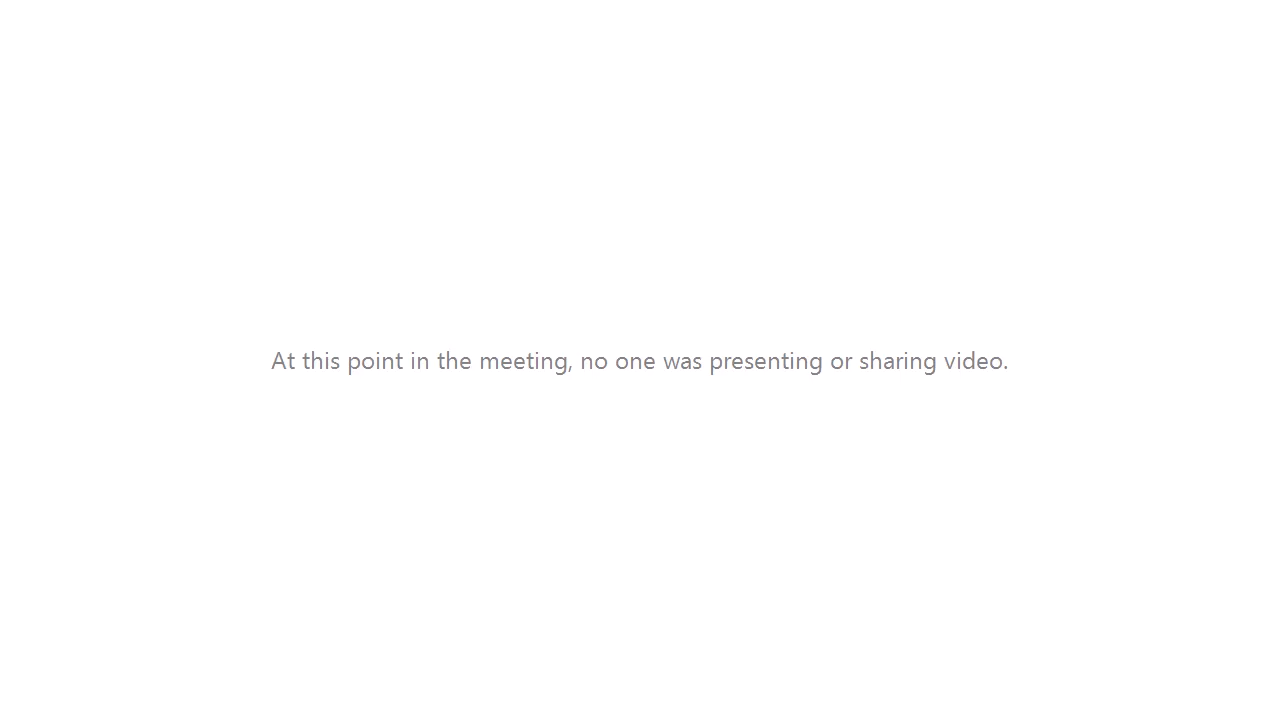 At this point in the meeting, no one was presenting or sharing video.